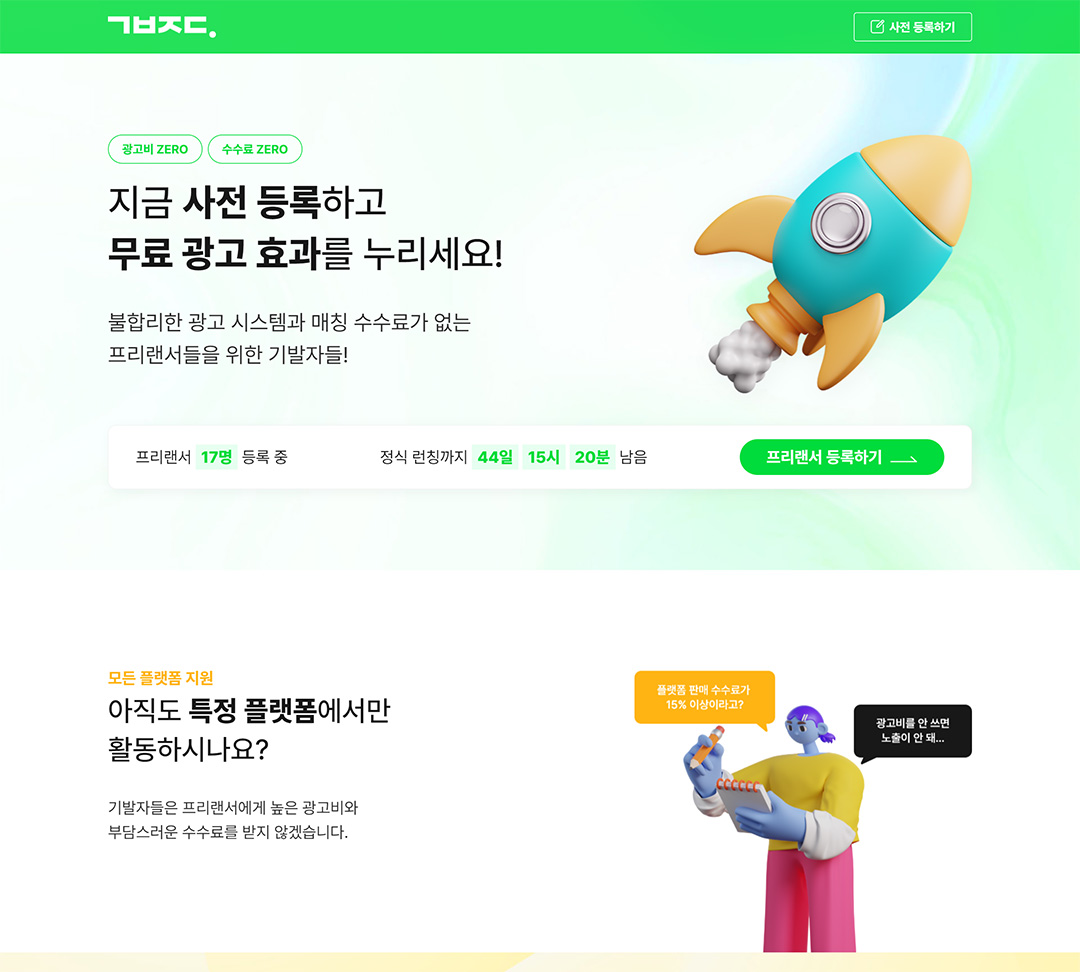 ㄱㅂㅈㄷ.
사전 등록하기
광고비 ZERO
수수료 ZERO
지금 사전 등록하고
무료 광고 효과를 누리세요!
불합리한 광고 시스템과 매칭 수수료가 없는
프리랜서들을 위한 기발자들!
프리랜서 17명 등록 중
정식 런칭까지 44일 15시 20분 남음
프리랜서 등록하기
모든 플랫폼 지원
아직도 특정 플랫폼에서만
활동하시나요?
기발자들은 프리랜서에게 높은 광고비와
부담스러운 수수료를 받지 않겠습니다.
플랫폼 판매 수수료가
15% 이상이라고?
광고비를 안 쓰면
노출이 안 돼...